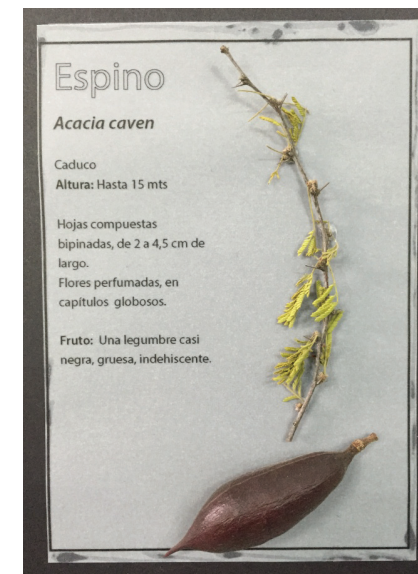 Espino
Acacia caven
Caduco
Altura: Hasta 15 mts
Hojas compuestas
bipinadas, de 2 a 4,5 cm de
largo.
Flores perfumadas, en
capítulos globosos.
Fruto: Una legumbre casi
negra, gruesa, indehiscente.